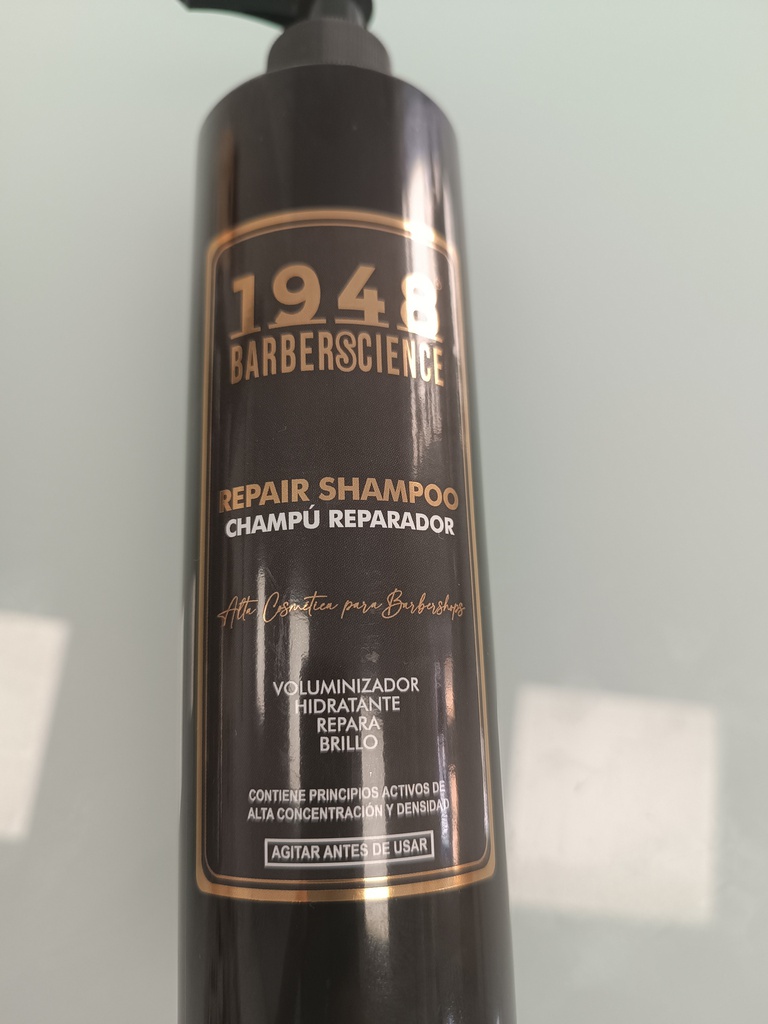 1948
BARBERSCIENCE
REPAIR SHAMPOO
CHAMPÚ REPARADOR
Alta Cosmética para Barbershops
VOLUMINIZADOR
HIDRATANTE
REPARA
BRILLO
CONTIENE PRINCIPIOS ACTIVOS DE
ALTA CONCENTRACIÓN Y DENSIDAD
AGITAR ANTES DE USAR